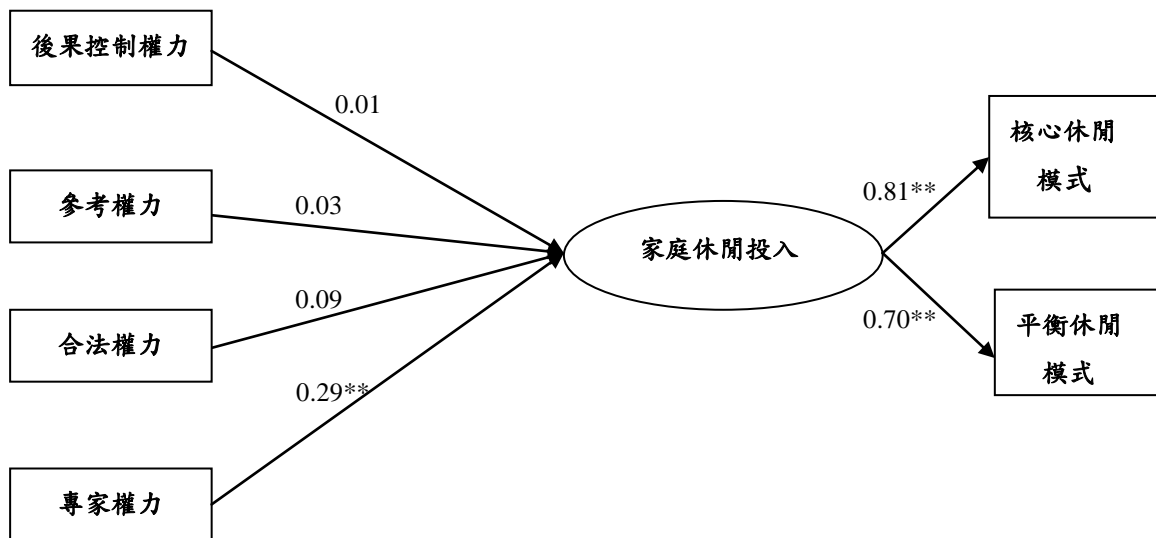 後果控制權力
0.01
參考權力
0.03
合法權力
0.09
專家權力
0.29**
家庭休閒投入
0.81**
核心休閒
模式
0.70**
平衡休閒
模式